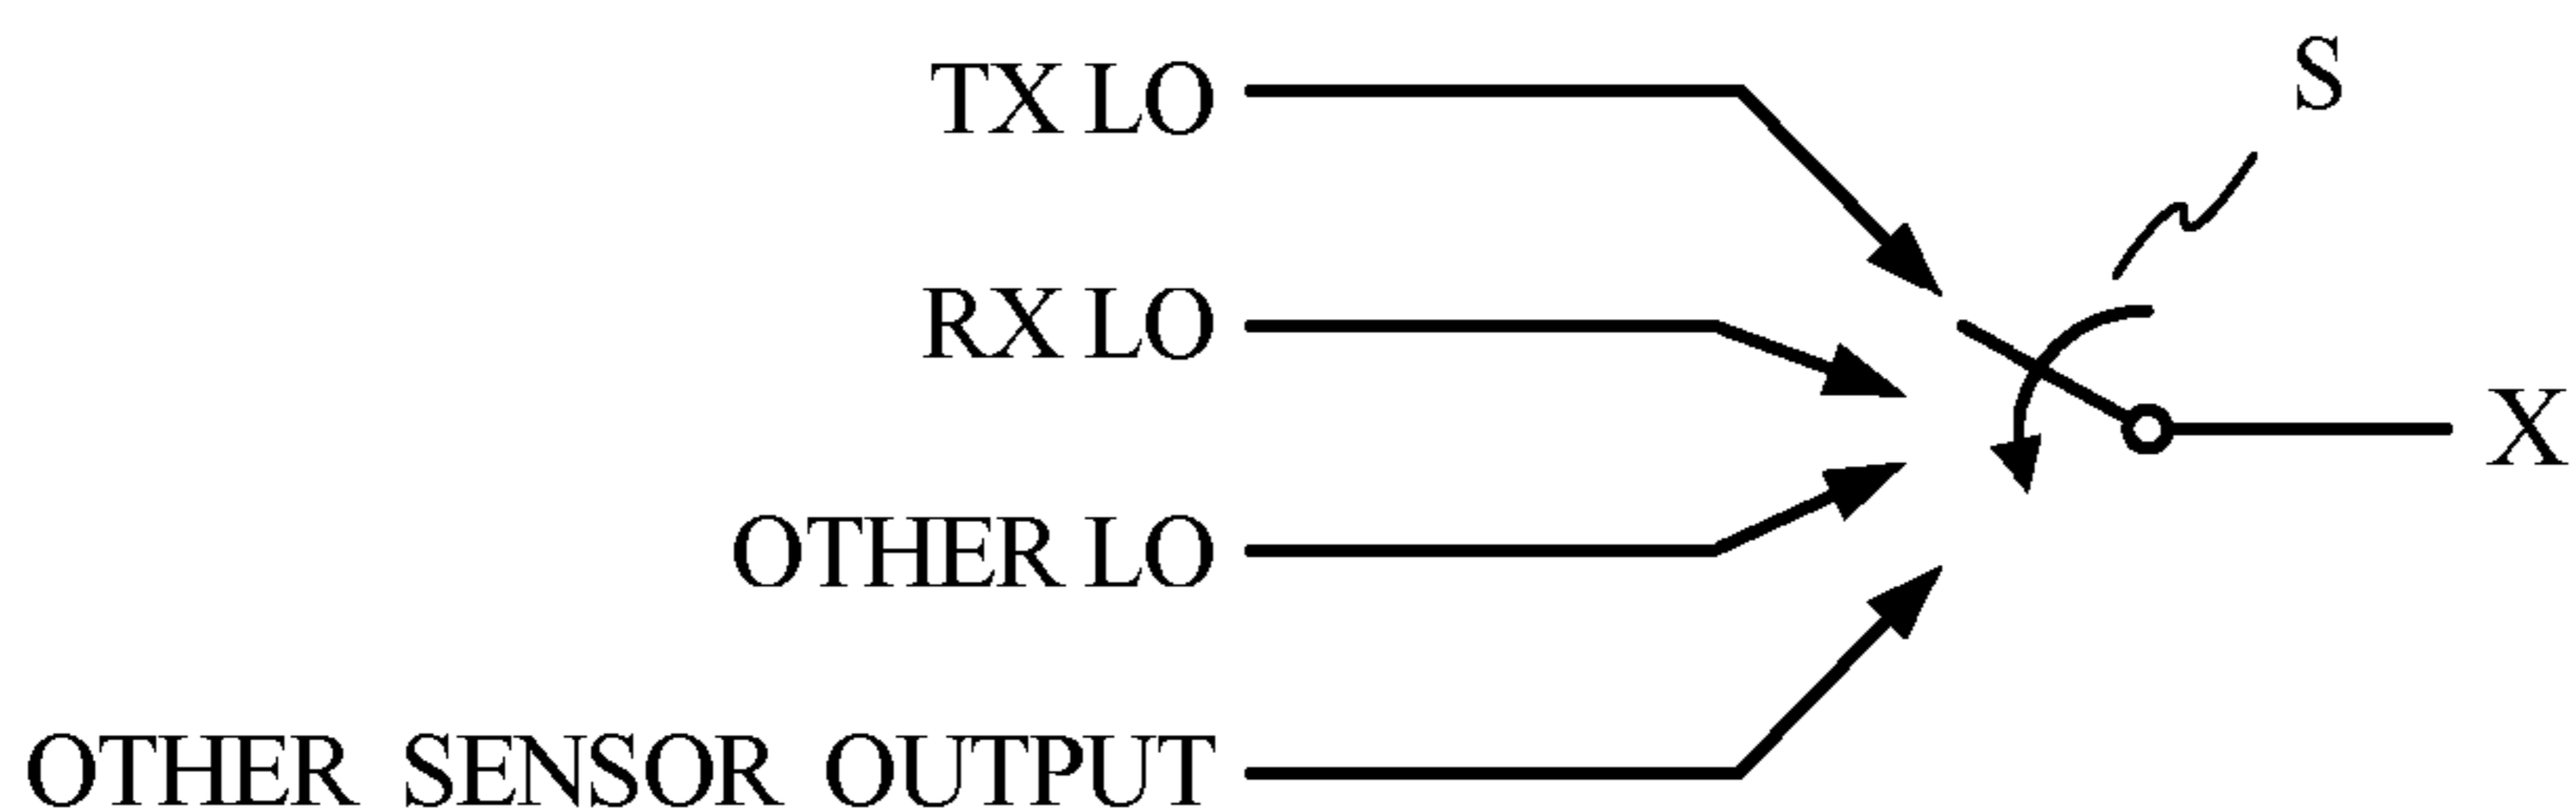 S
TX LO
RX LO
X
OTHER LO
OTHER SENSOR OUTPUT